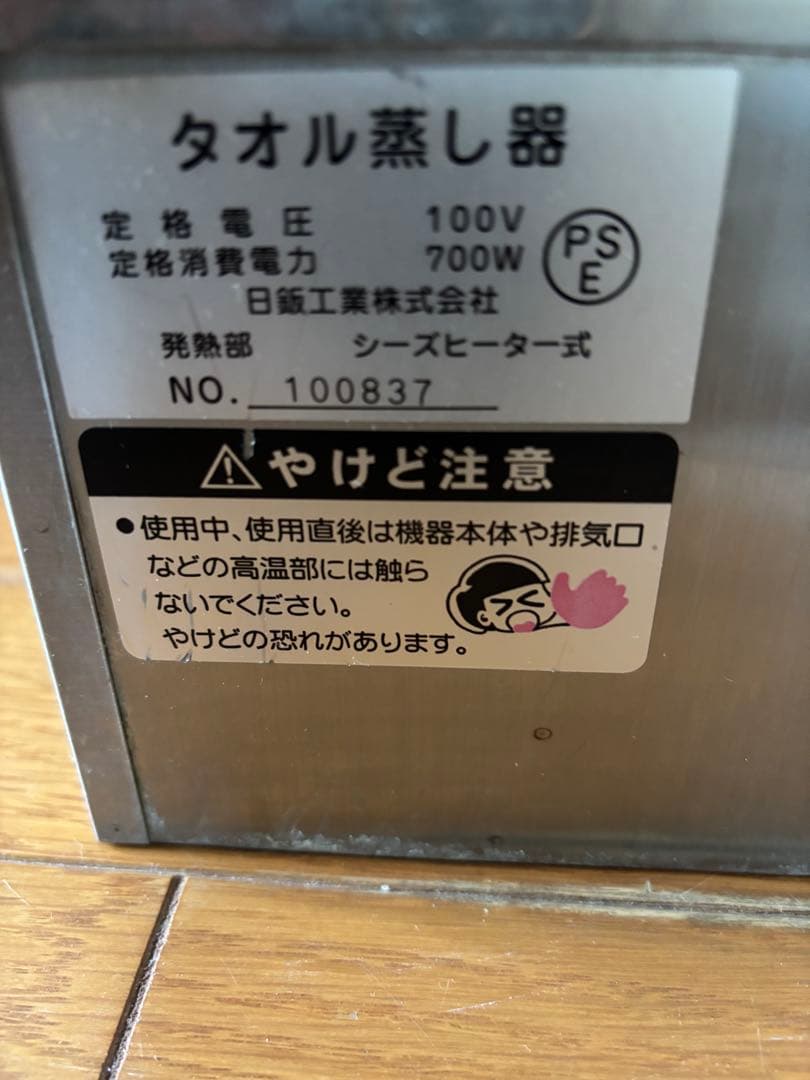 タオル蒸し器
定格電圧 100V
定格消費電力 700W
PSE
日鈑工業株式会社
発熱部 シーズヒーター式
NO. 100837
⚠やけど注意
●使用中、使用直後は機器本体や排気口
などの高温部には触ら
ないでください。
やけどの恐れがあります。